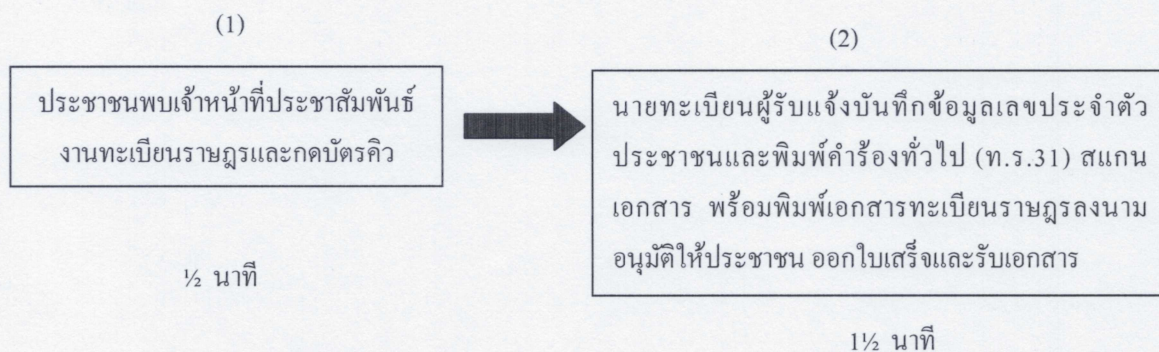 (1)
ประชาชนพบเจ้าหน้าที่ประชาสัมพันธ์
งานทะเบียนราษฎรและกดบัตรคิว
½ นาที
(2)
นายทะเบียนผู้รับแจ้งบันทึกข้อมูลเลขประจำตัว
ประชาชนและพิมพ์คำร้องทั่วไป (ท.ร.31) สแกน
เอกสาร พร้อมพิมพ์เอกสารทะเบียนราษฎรลงนาม
อนุมัติให้ประชาชน ออกใบเสร็จและรับเอกสาร
1½ นาที